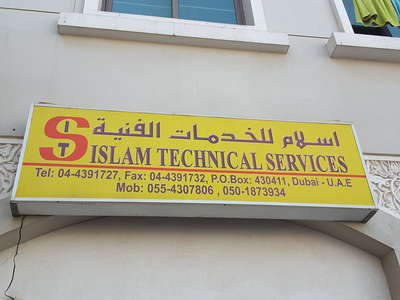 اسلام للخدمات الفنية
SIT
ISLAM TECHNICAL SERVICES
Tel: 04-4391727, Fax: 04-4391732, P.O.Box: 430411, Dubai - U.A.E
Mob: 055-4307806 , 050-1873934